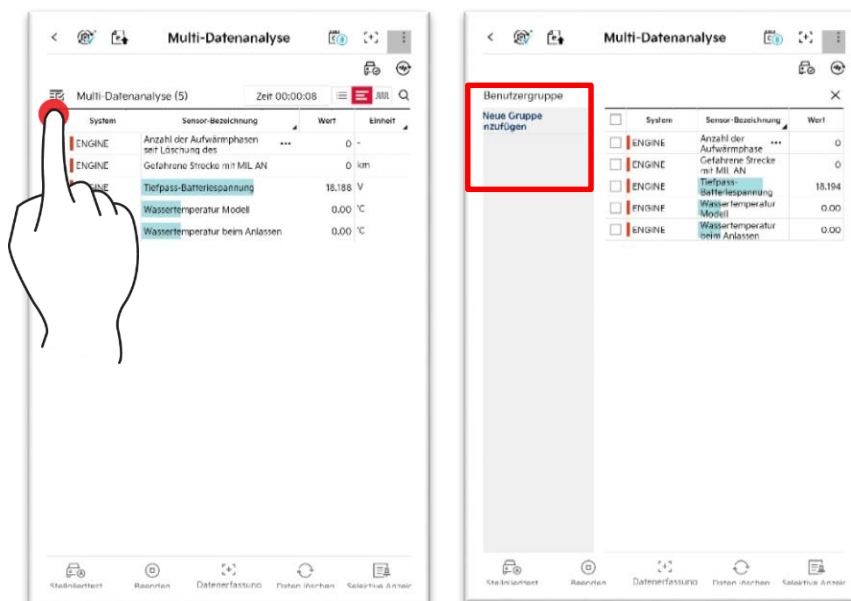 Multi-Datenanalyse
Multi-Datenanalyse (5)
Zeit 00:00:08
System Sensor-Bezeichnung Wert Einheit
ENGINE Anzahl der Aufwärmphasen seit Löschung des ... 0 -
ENGINE Gefahrene Strecke mit MIL AN 0 km
ENGINE Tiefpass-Batteriespannung 18.188 V
Wassertemperatur Modell 0.00 °C
Wassertemperatur beim Anlassen 0.00 °C
Stellgliedtest Beenden Datenerfassung Daten löschen Selektive Anzeig
Multi-Datenanalyse
Benutzergruppe
Neue Gruppe
nzufügen
System Sensor-Bezeichnung Wert
ENGINE Anzahl der Aufwärmphase ... 0
ENGINE Gefahrene Strecke mit MIL AN 0
ENGINE Tiefpass-Batteriespannung 18.194
ENGINE Wassertemperatur Modell 0.00
ENGINE Wassertemperatur beim Anlassen 0.00
Stellgliedtest Beenden Datenerfassung Daten löschen Selektive Anzeig